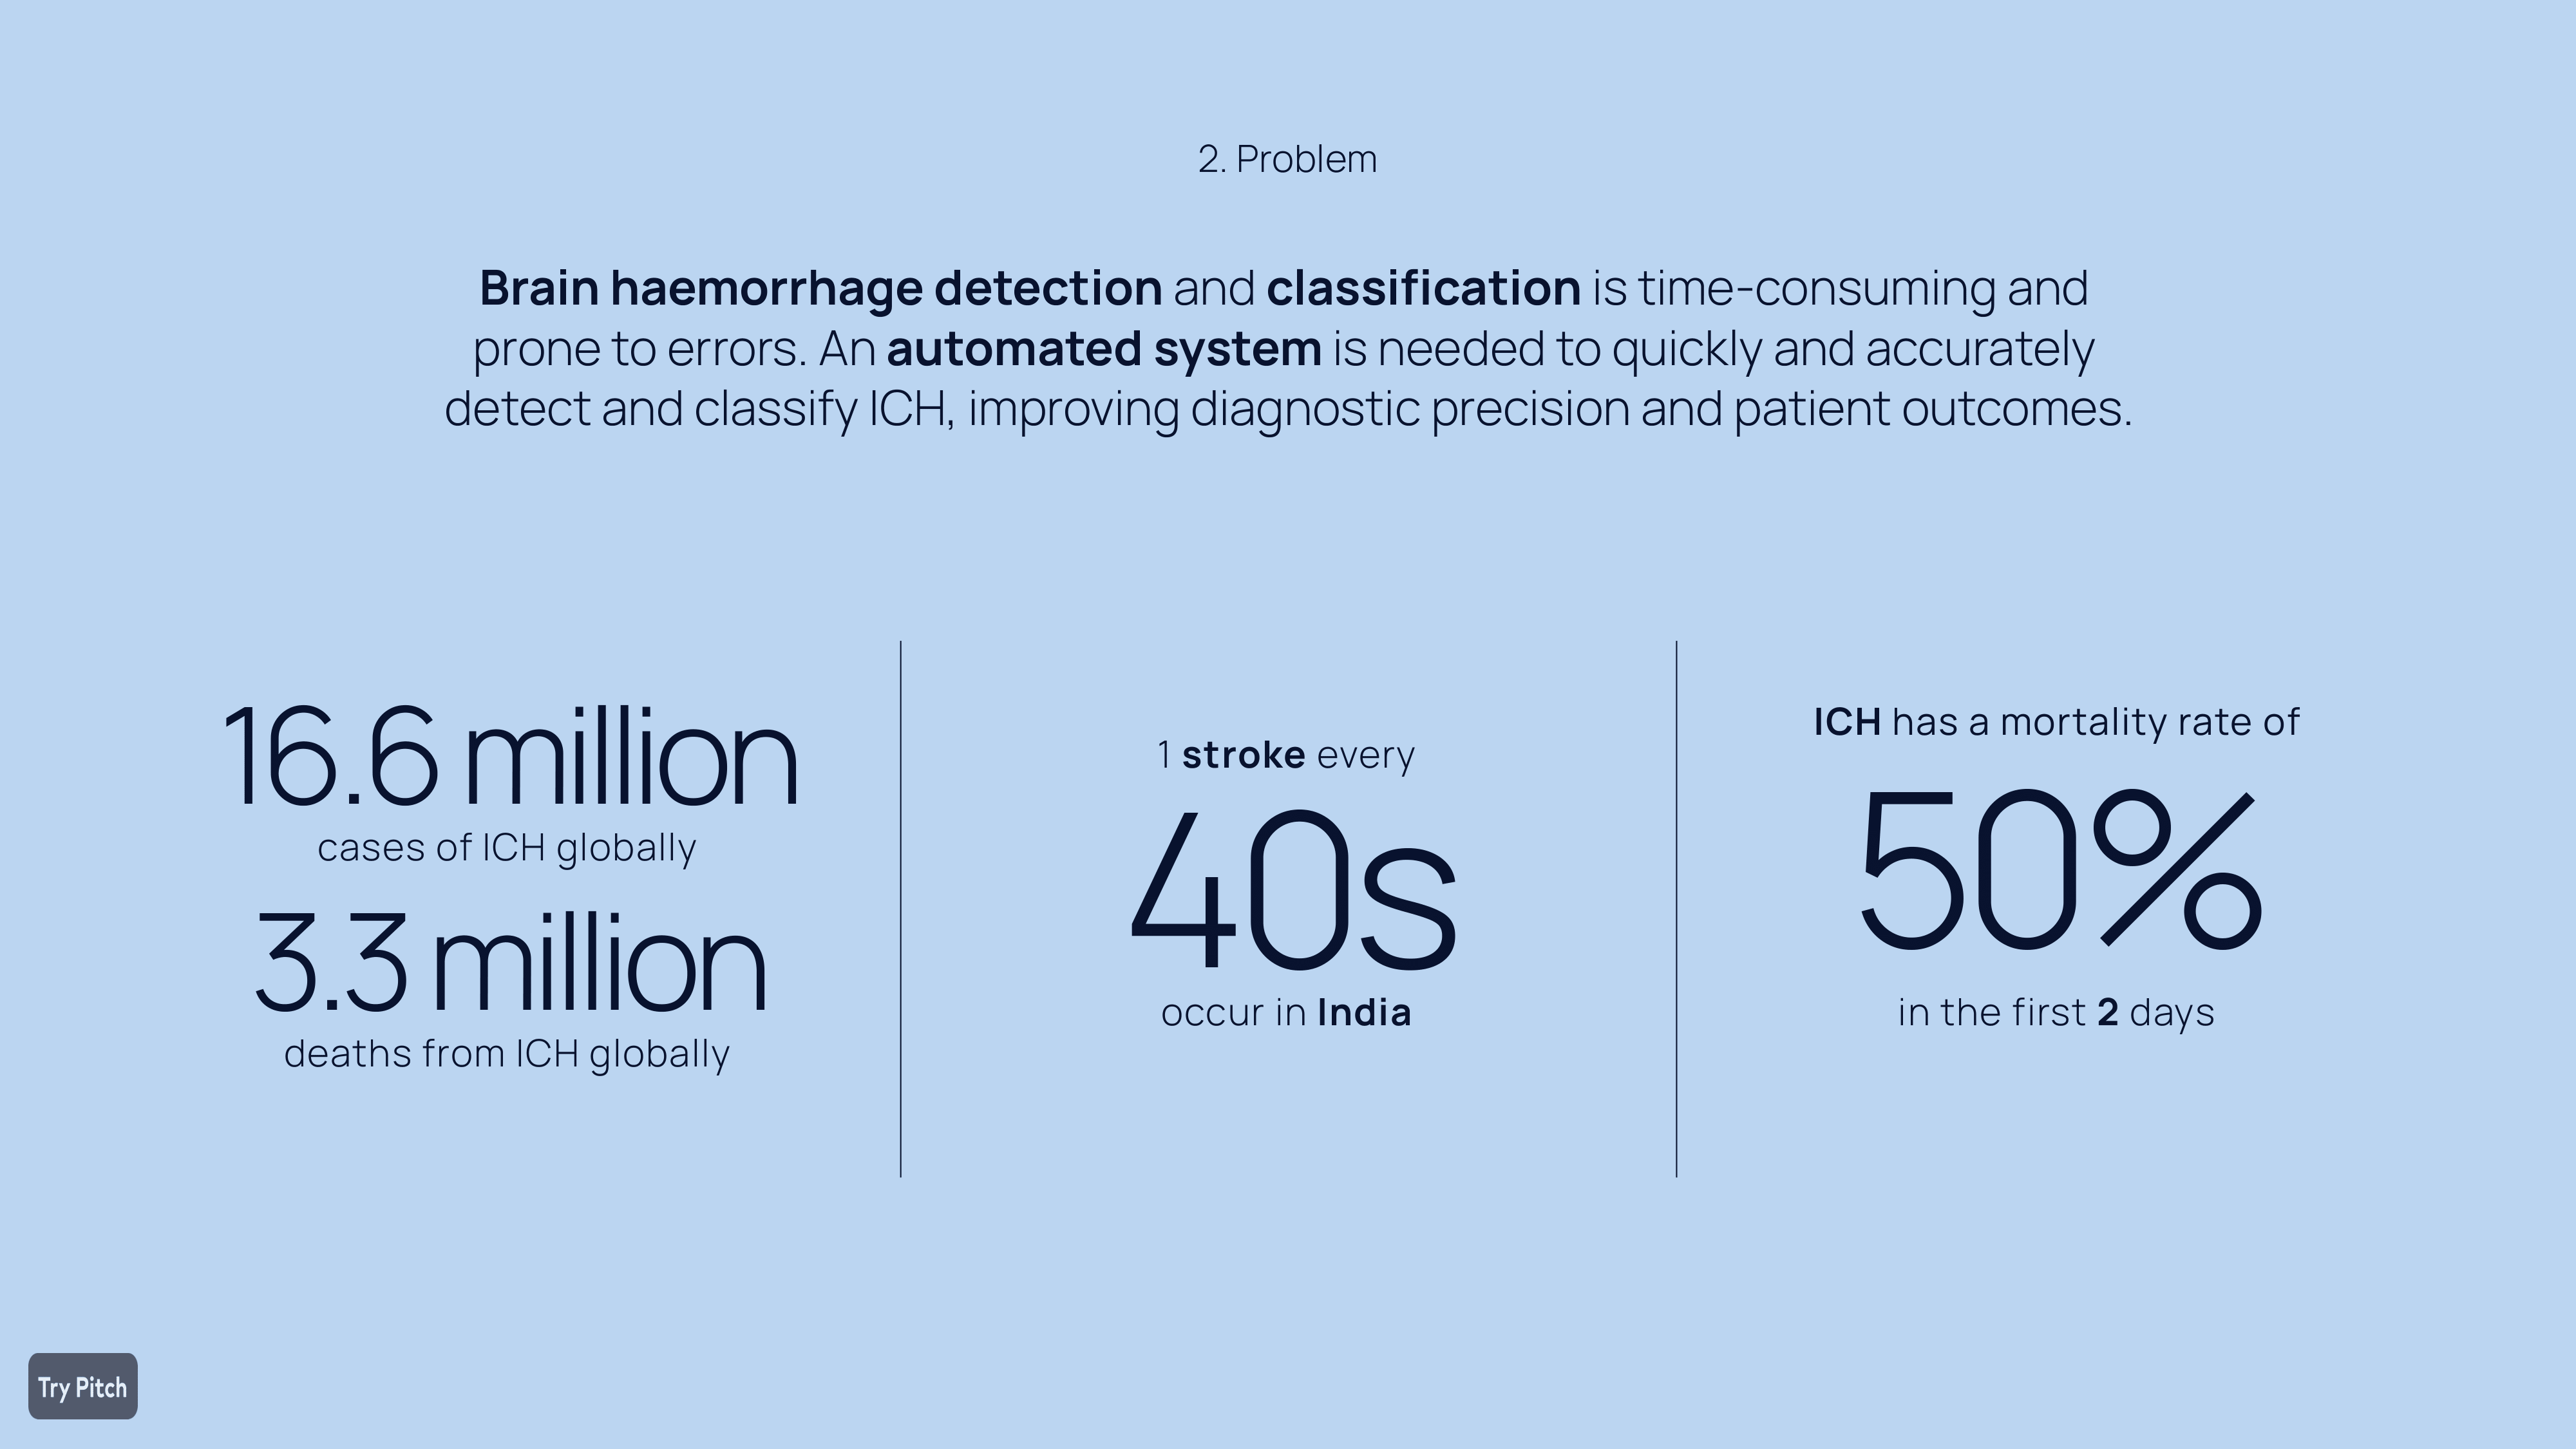 2. Problem
Brain haemorrhage detection and classification is time-consuming and
prone to errors. An automated system is needed to quickly and accurately
detect and classify ICH, improving diagnostic precision and patient outcomes.
16.6 million
cases of ICH globally
3.3 million
deaths from ICH globally
1 stroke every
40s
occur in India
ICH has a mortality rate of
50%
in the first 2 days
Try Pitch